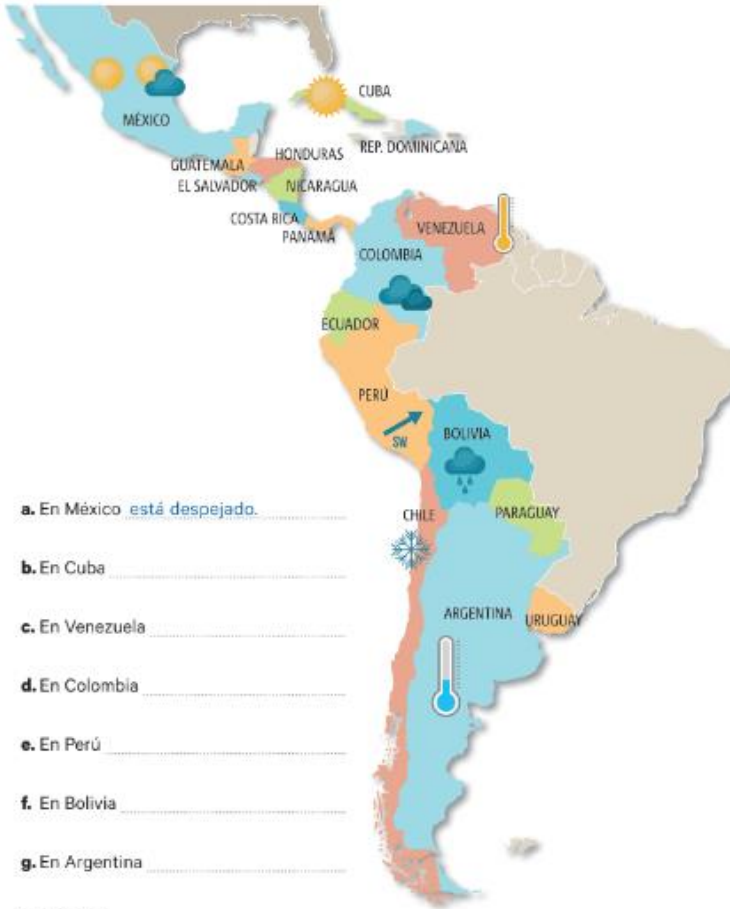 CUBA
MÉXICO
REP. DOMINICANA
GUATEMALA
HONDURAS
EL SALVADOR
NICARAGUA
COSTA RICA
PANAMÁ
VENEZUELA
COLOMBIA
ECUADOR
PERÚ
SW
BOLIVIA
CHILE
PARAGUAY
ARGENTINA
URUGUAY
a. En México está despejado.
b. En Cuba
c. En Venezuela
d. En Colombia
e. En Perú
f. En Bolivia
g. En Argentina